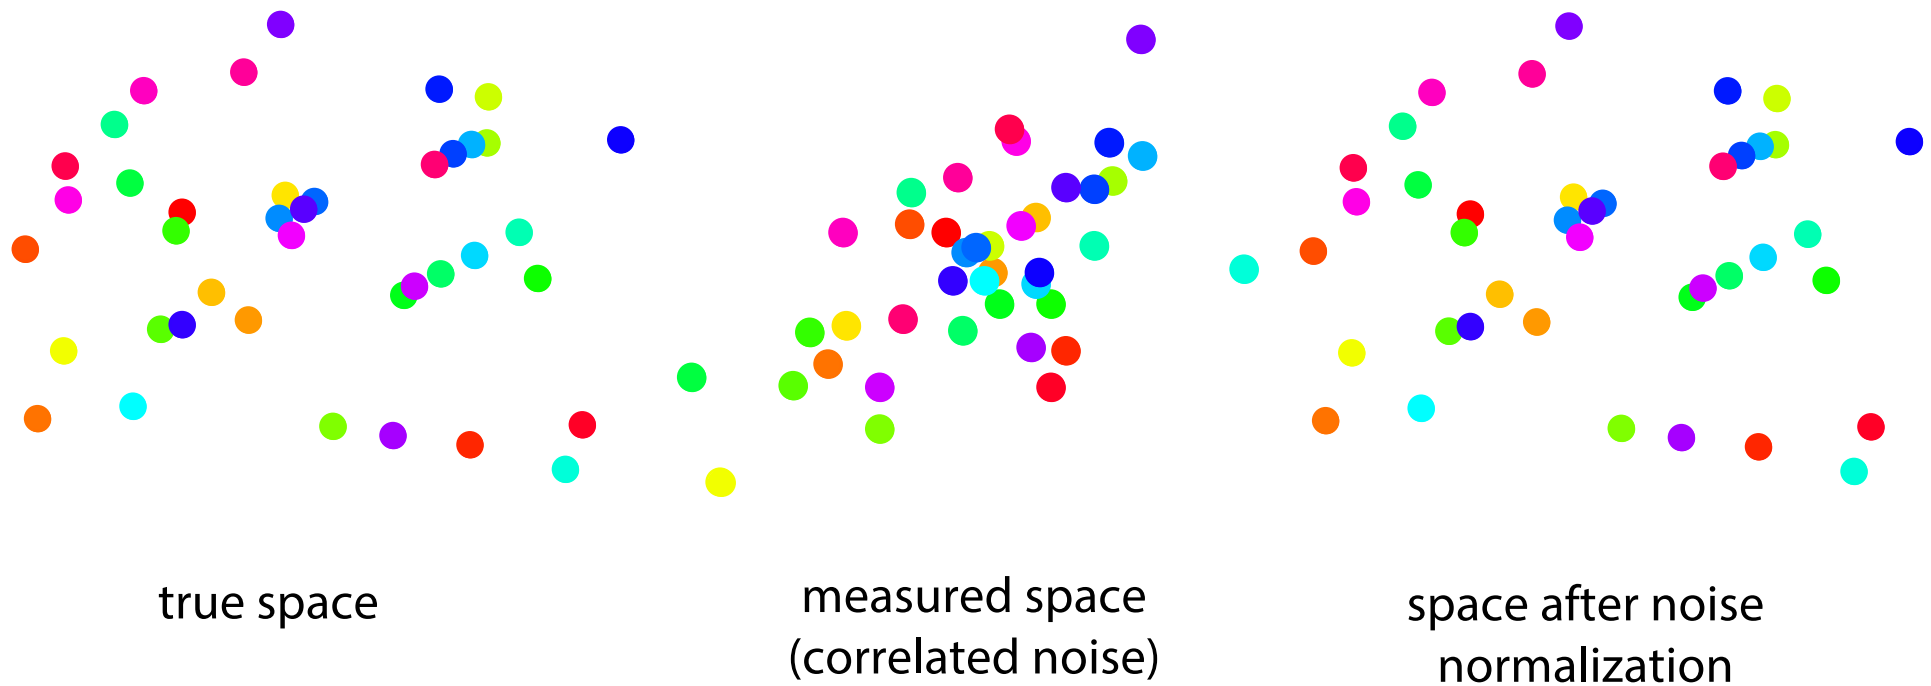 true space
measured space
(correlated noise)
space after noise
normalization